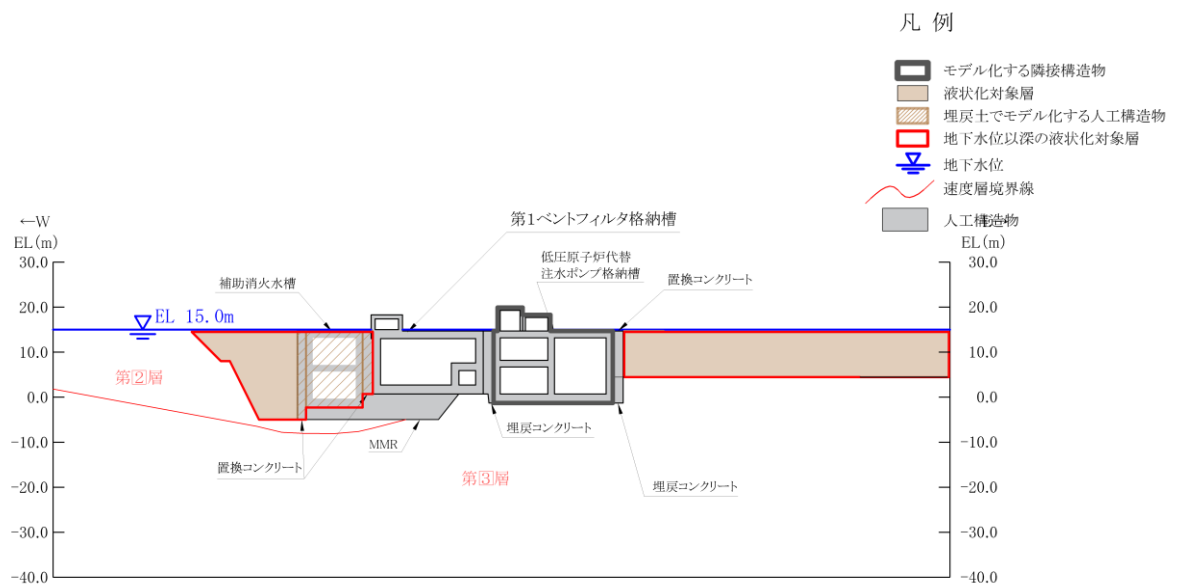 凡 例
モデル化する隣接構造物
液状化対象層
埋戻土でモデル化する人工構造物
地下水位以深の液状化対象層
地下水位
速度層境界線
人工構造物
←W
EL(m)
EL(m)
第1ベントフィルタ格納槽
低圧原子炉代替
注水ポンプ格納槽
置換コンクリート
補助消火水槽
EL 15.0m
30.0
20.0
10.0
0.0
-10.0
-20.0
-30.0
-40.0
30.0
20.0
10.0
0.0
-10.0
-20.0
-30.0
-40.0
第②層
埋戻コンクリート
MMR
置換コンクリート
第③層
埋戻コンクリート